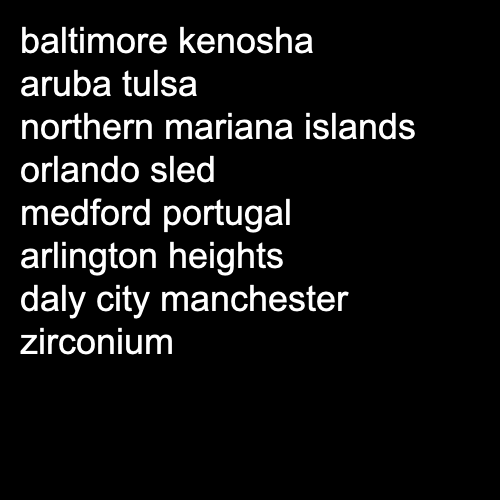 baltimore kenosha
aruba tulsa
northern mariana islands
orlando sled
medford portugal
arlington heights
daly city manchester
zirconium